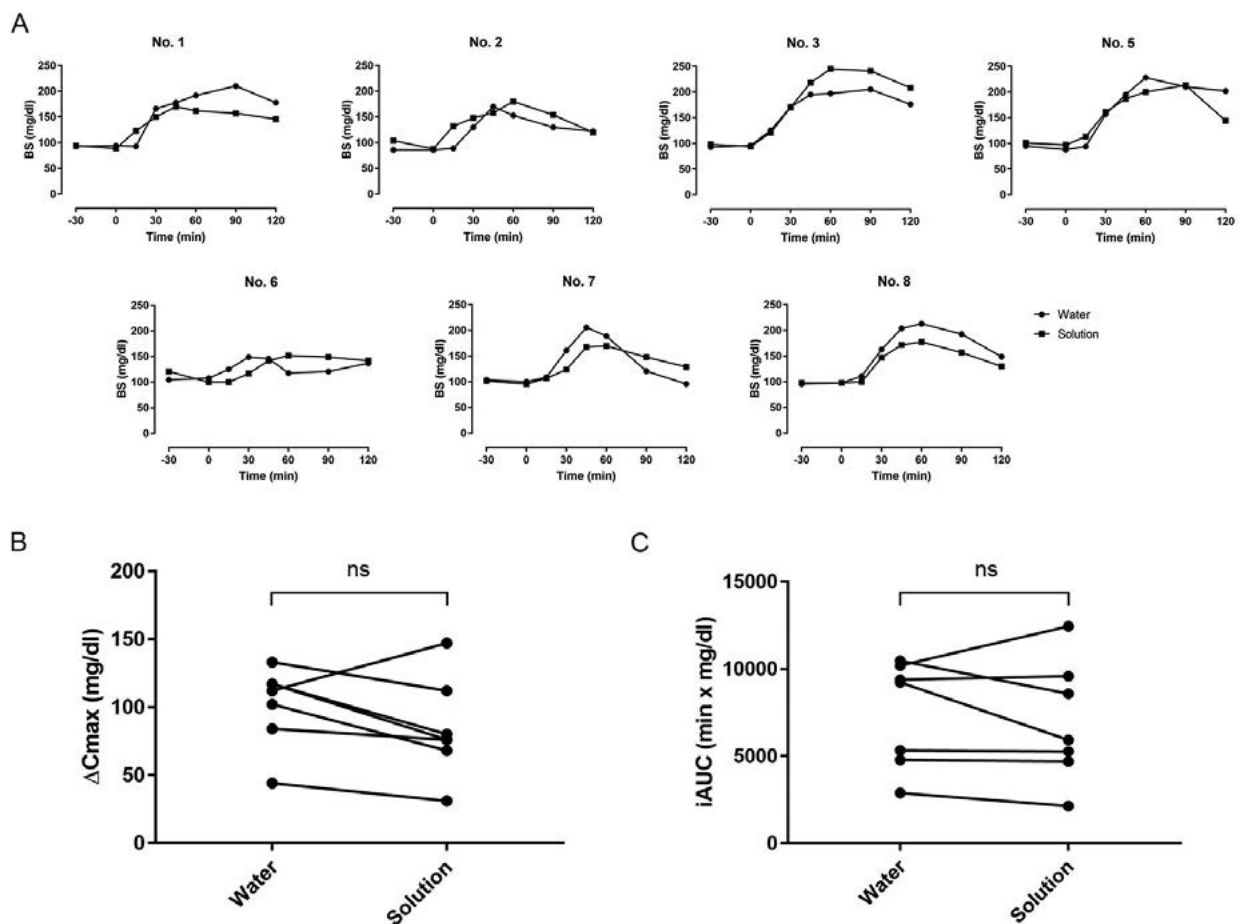 A
No. 1
No. 2
No. 3
No. 5
BS (mg/dl)
250
200
150
100
50
0
-30 0 30 60 90 120
Time (min)
BS (mg/dl)
250
200
150
100
50
0
-30 0 30 60 90 120
Time (min)
BS (mg/dl)
250
200
150
100
50
0
-30 0 30 60 90 120
Time (min)
BS (mg/dl)
250
200
150
100
50
0
-30 0 30 60 90 120
Time (min)
No. 6
No. 7
No. 8
BS (mg/dl)
250
200
150
100
50
0
-30 0 30 60 90 120
Time (min)
BS (mg/dl)
250
200
150
100
50
0
-30 0 30 60 90 120
Time (min)
BS (mg/dl)
250
200
150
100
50
0
-30 0 30 60 90 120
Time (min)
Water
Solution
B
ns
ΔCmax (mg/dl)
200
150
100
50
0
Water
Solution
C
ns
iAUC (min x mg/dl)
15000
10000
5000
0
Water
Solution